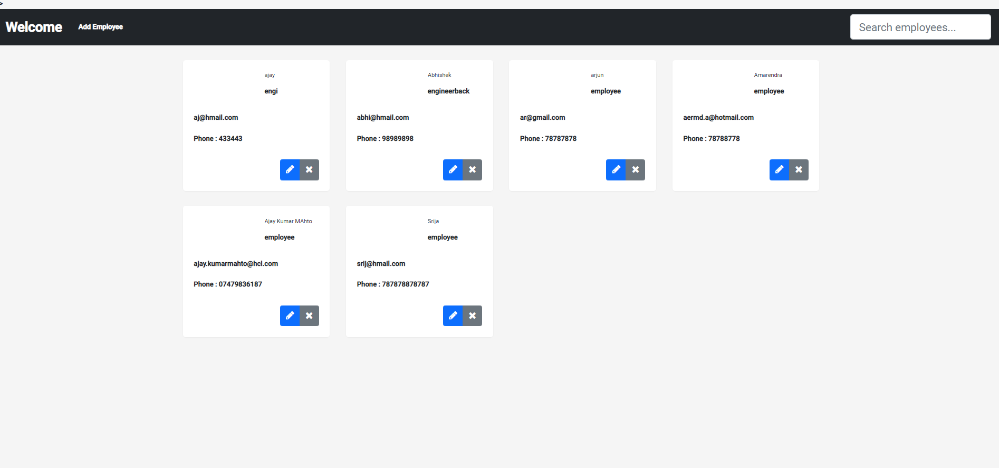 >
Welcome Add Employee Search employees...
ajay
engi
aj@hmail.com
Phone : 433443
Abhishek
engineerback
abhi@hmail.com
Phone : 98989898
arjun
employee
ar@gmail.com
Phone : 78787878
Amarendra
employee
aermd.a@hotmail.com
Phone : 78788778
Ajay Kumar MAhto
employee
ajay.kumarmahto@hcl.com
Phone : 07479836187
Srija
employee
srij@hmail.com
Phone : 787878878787